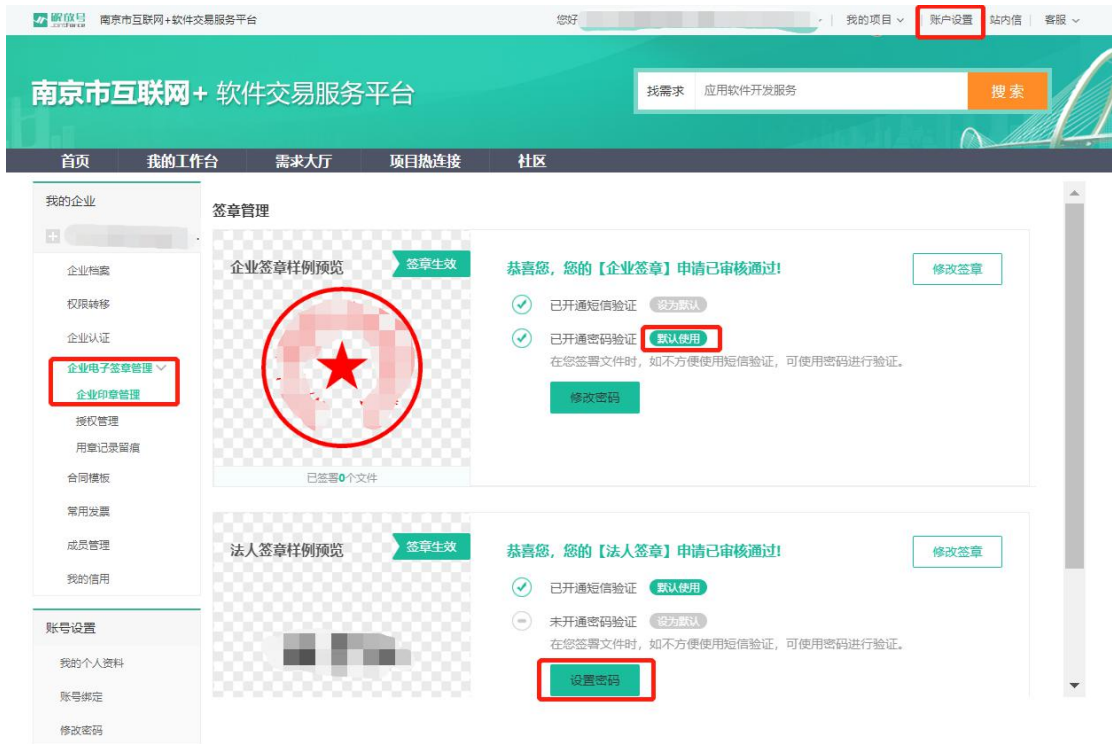 解放号 南京市互联网+软件交易服务平台
您好
我的项目
账户设置
站内信
客服
南京市互联网+ 软件交易服务平台
找需求 应用软件开发服务 搜索
首页 我的工作台 需求大厅 项目热连接 社区
我的企业
企业档案
权限转移
企业认证
企业电子签章管理
企业印章管理
授权管理
用章记录留痕
合同模板
常用发票
成员管理
我的信用
账号设置
我的个人资料
账号绑定
修改密码
签章管理
企业签章样例预览 签章生效
已签署0个文件
恭喜您，您的【企业签章】申请已审核通过! 修改签章
已开通短信验证 设为默认
已开通密码验证 默认使用
在您签署文件时，如不方便使用短信验证，可使用密码进行验证。
修改密码
法人签章样例预览 签章生效
恭喜您，您的【法人签章】申请已审核通过! 修改签章
已开通短信验证 默认使用
未开通密码验证 设为默认
在您签署文件时，如不方便使用短信验证，可使用密码进行验证。
设置密码